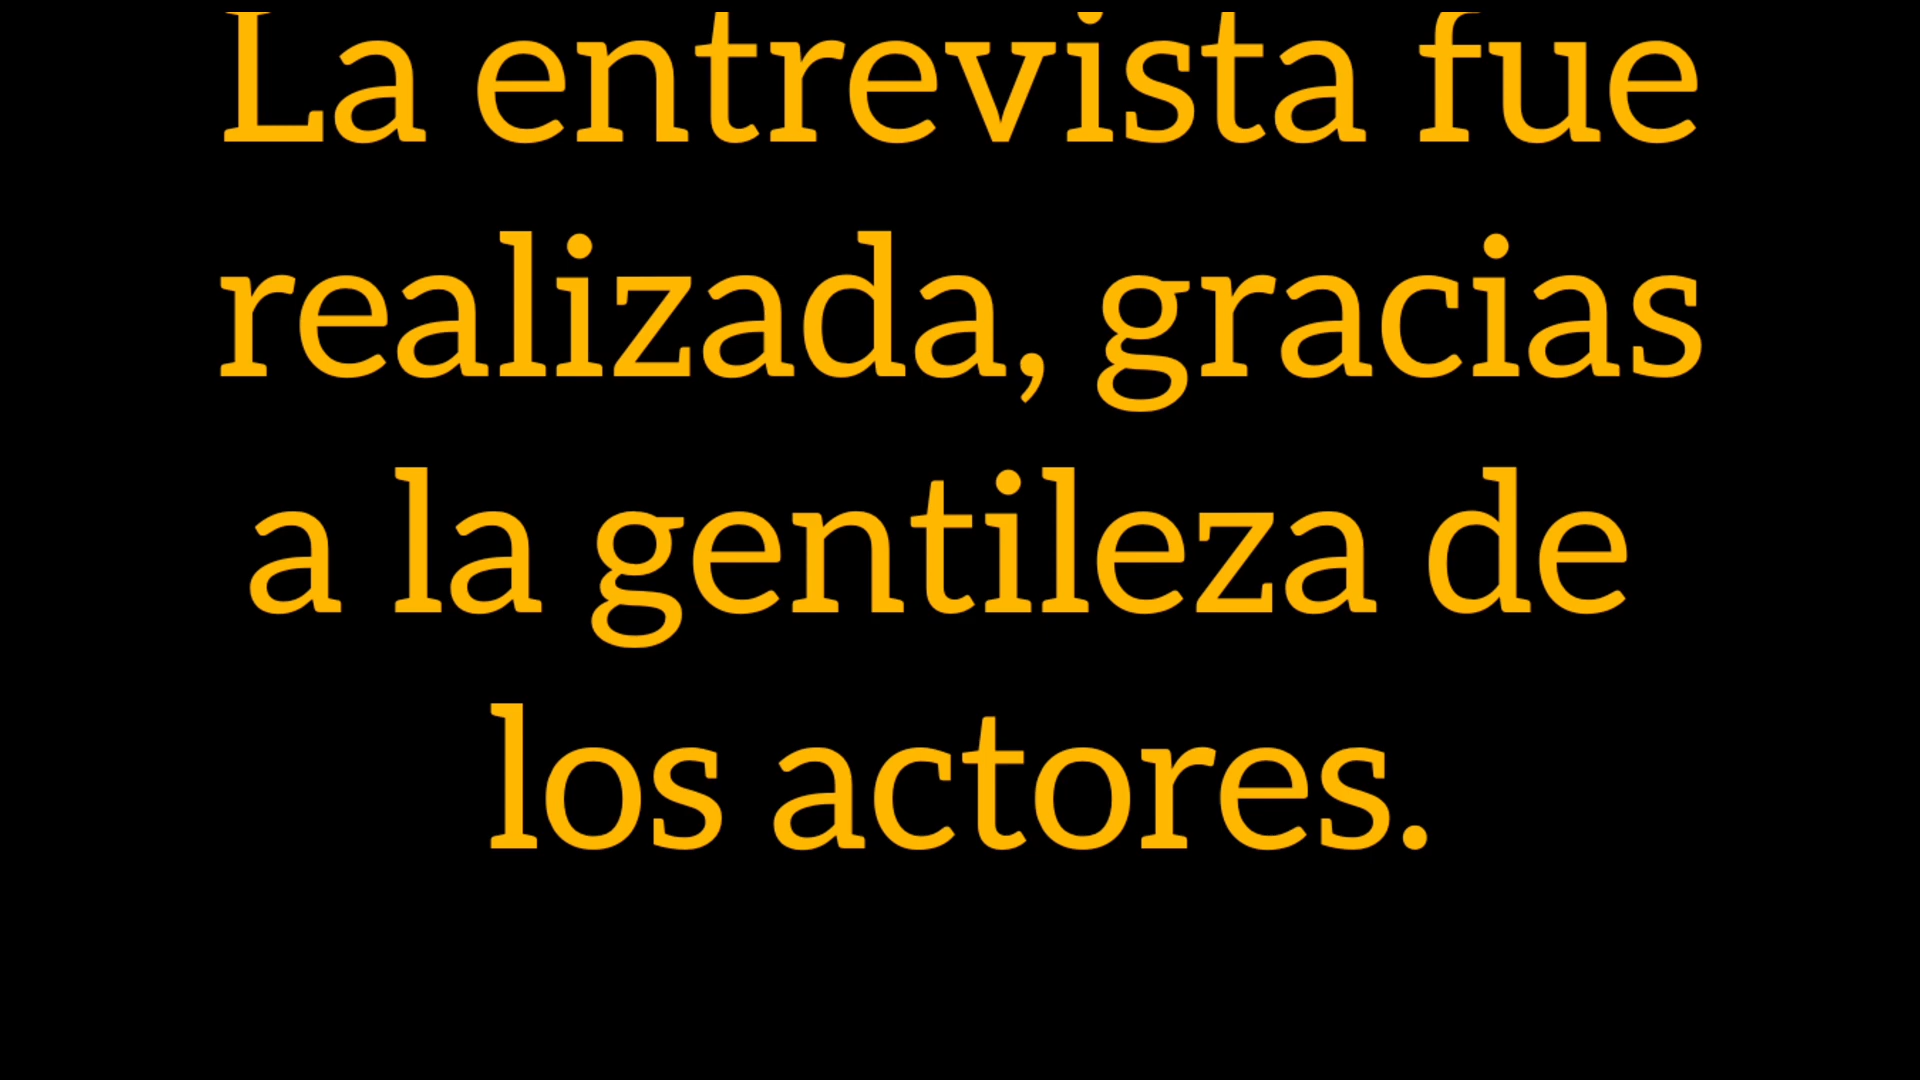 La entrevista fue
realizada, gracias
a la gentileza de
los actores.